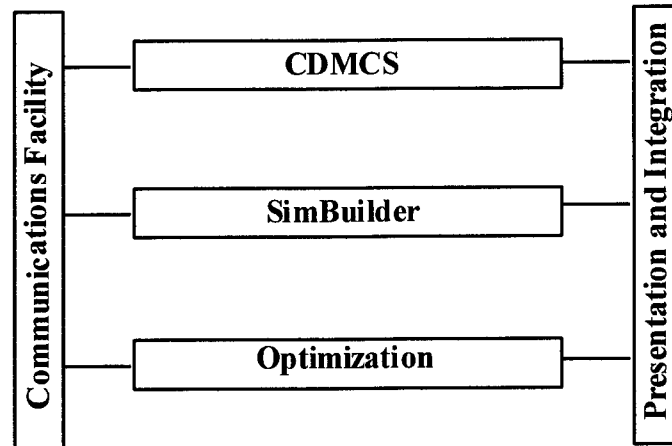 Communications Facility
CDMCS
SimBuilder
Optimization
Presentation and Integration